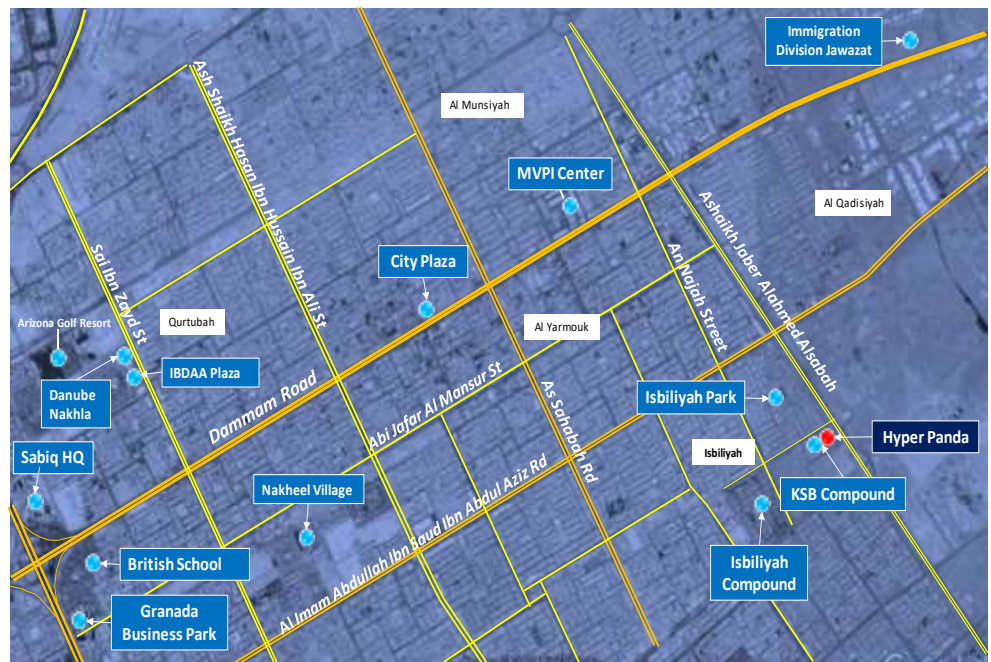 Immigration
Division Jawazat
Al Munsiyah
Ash Shaikh Hasan Ibn Hussain Ibn Ali St
MVPI Center
Al Qadisiyah
Ashaikh Jaber Alahmed Alsabah
City Plaza
Sai Ibn Zayd St
An Najah Street
Arizona Golf Resort
Qurtubah
Al Yarmouk
IBDAA Plaza
Danube
Nakhla
Dammam Road
Abi Jafar Al Mansur St
As Sahabah Rd
Isbiliyah Park
Hyper Panda
Sabiq HQ
Isbiliyah
Nakheel Village
KSB Compound
Al Imam Abdullah Ibn Saud Ibn Abdul Aziz Rd
British School
Isbiliyah
Compound
Granada
Business Park